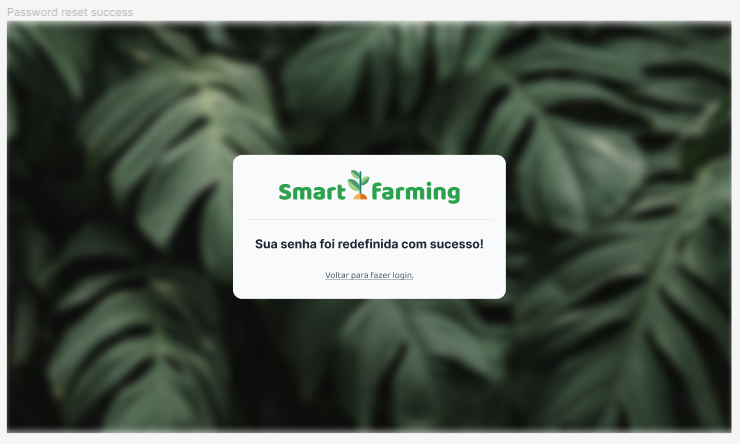 Password reset success
Smart farming
Sua senha foi redefinida com sucesso!
Voltar para fazer login.